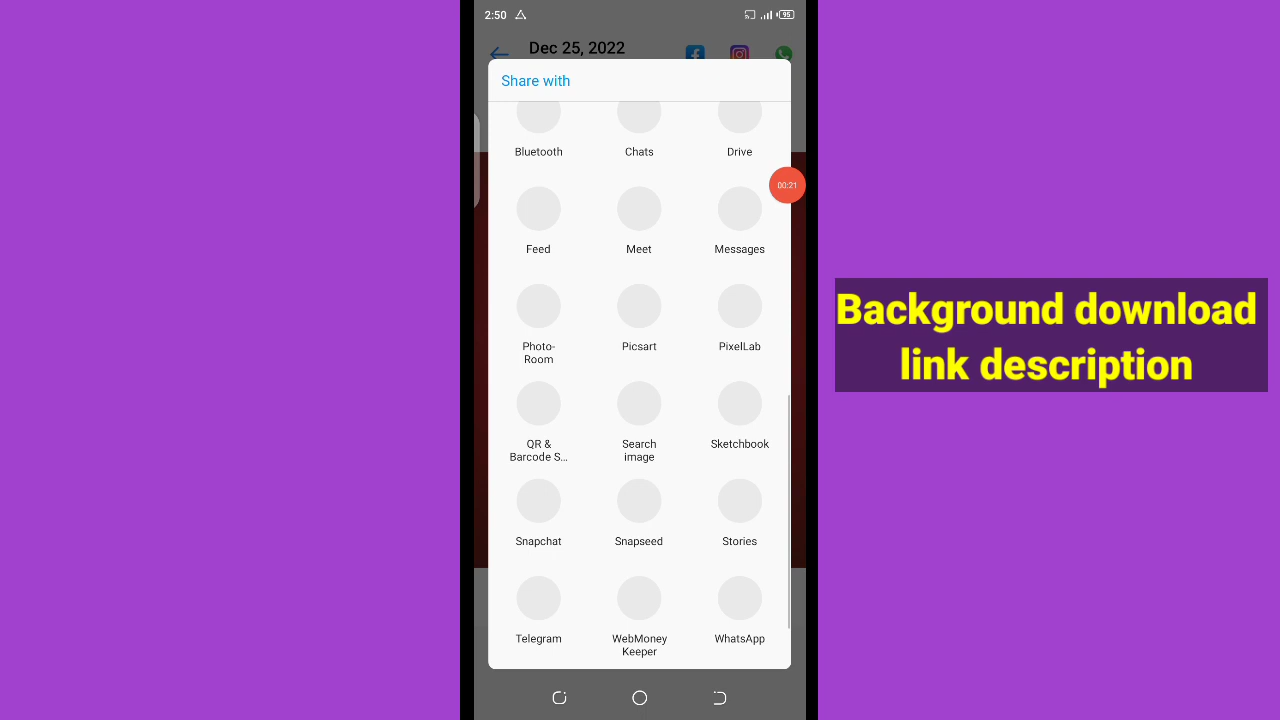 2:50
95
Dec 25, 2022
Share with
Bluetooth
Chats
Drive
00:21
Feed
Meet
Messages
Photo-
Room
Picsart
PixelLab
QR &
Barcode S...
Search
image
Sketchbook
Snapchat
Snapseed
Stories
Telegram
WebMoney
Keeper
WhatsApp
Background download
link description